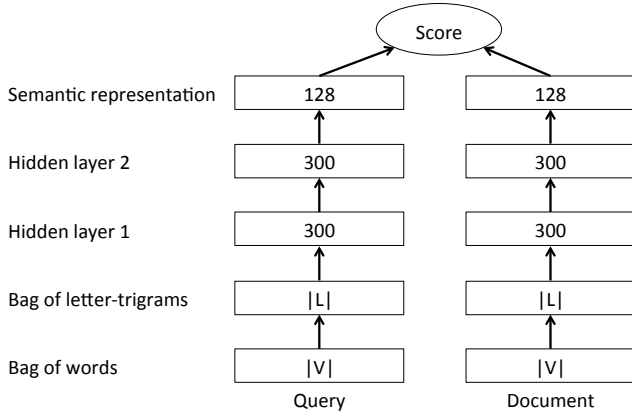 Score
Semantic representation 128 128
Hidden layer 2 300 300
Hidden layer 1 300 300
Bag of letter-trigrams |L| |L|
Bag of words |V| |V|
Query Document